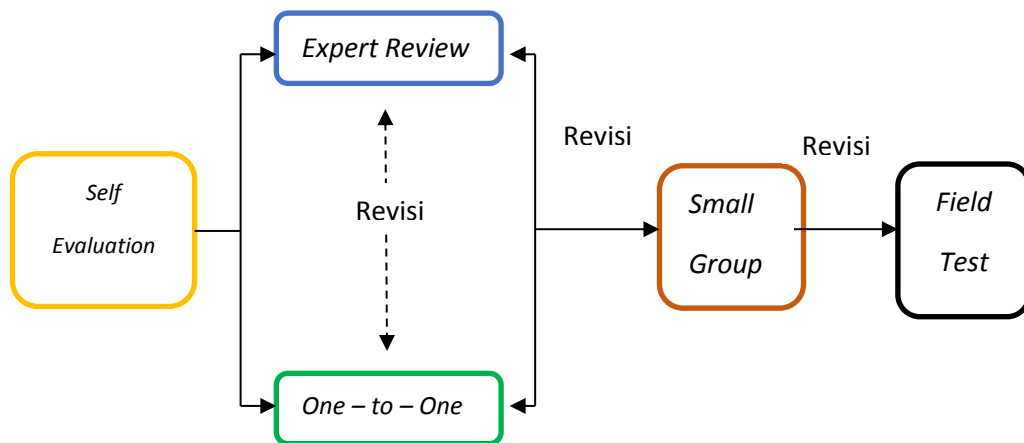 Expert Review
Revisi
Revisi
Self
Evaluation
Revisi
Small
Group
Field
Test
One – to – One